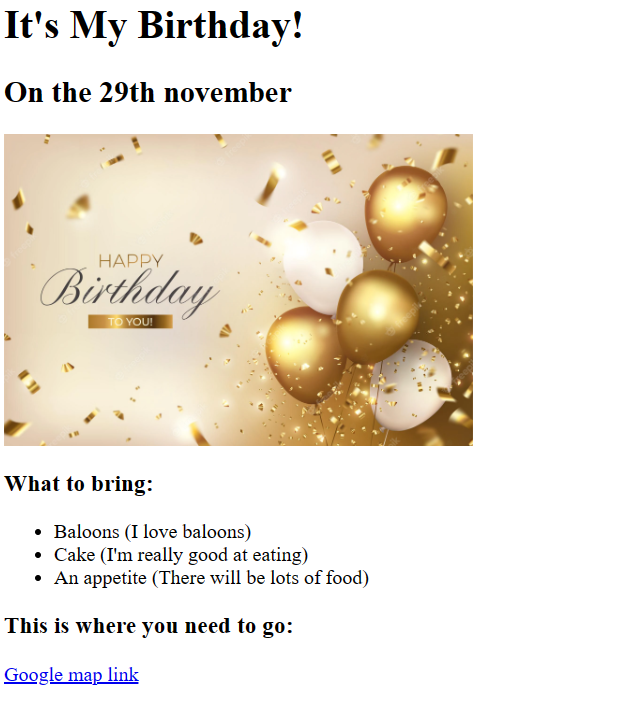 It's My Birthday!
On the 29th november
HAPPY
Birthday
TO YOU!
What to bring:
Baloons (I love baloons)
Cake (I'm really good at eating)
An appetite (There will be lots of food)
This is where you need to go:
Google map link